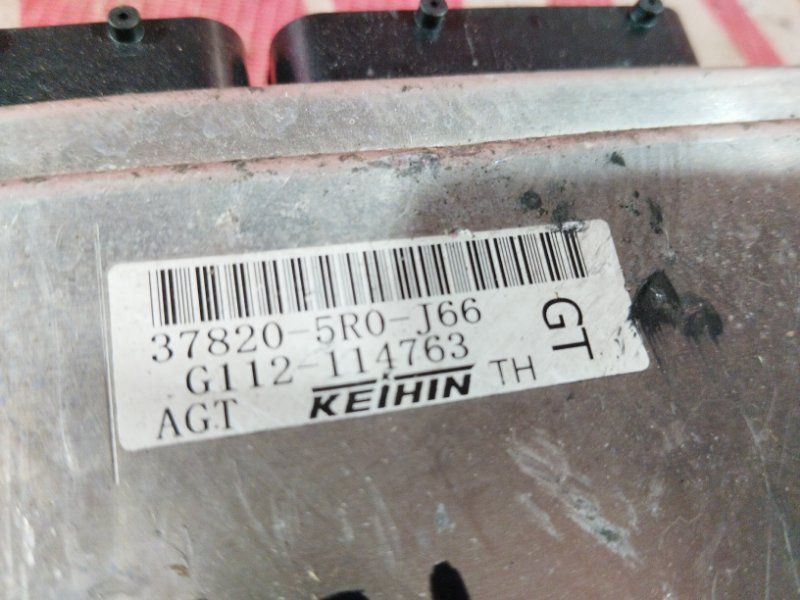 37820-5R0-J66
G112-114763
AGT KEIHIN TH
GT